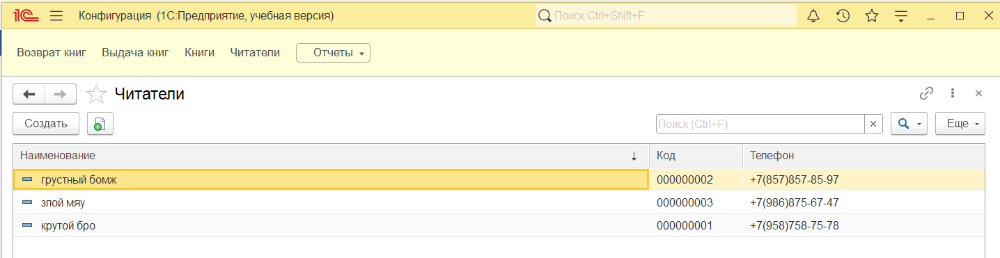 1С Конфигурация (1С:Предприятие, учебная версия) Поиск Ctrl+Shift+F
Возврат книг Выдача книг Книги Читатели Отчеты
Читатели
Создать Поиск (Ctrl+F) × Еще
Наименование ↓ Код Телефон
грустный бомж 000000002 +7(857)857-85-97
злой мяу 000000003 +7(986)875-67-47
крутой бро 000000001 +7(958)758-75-78